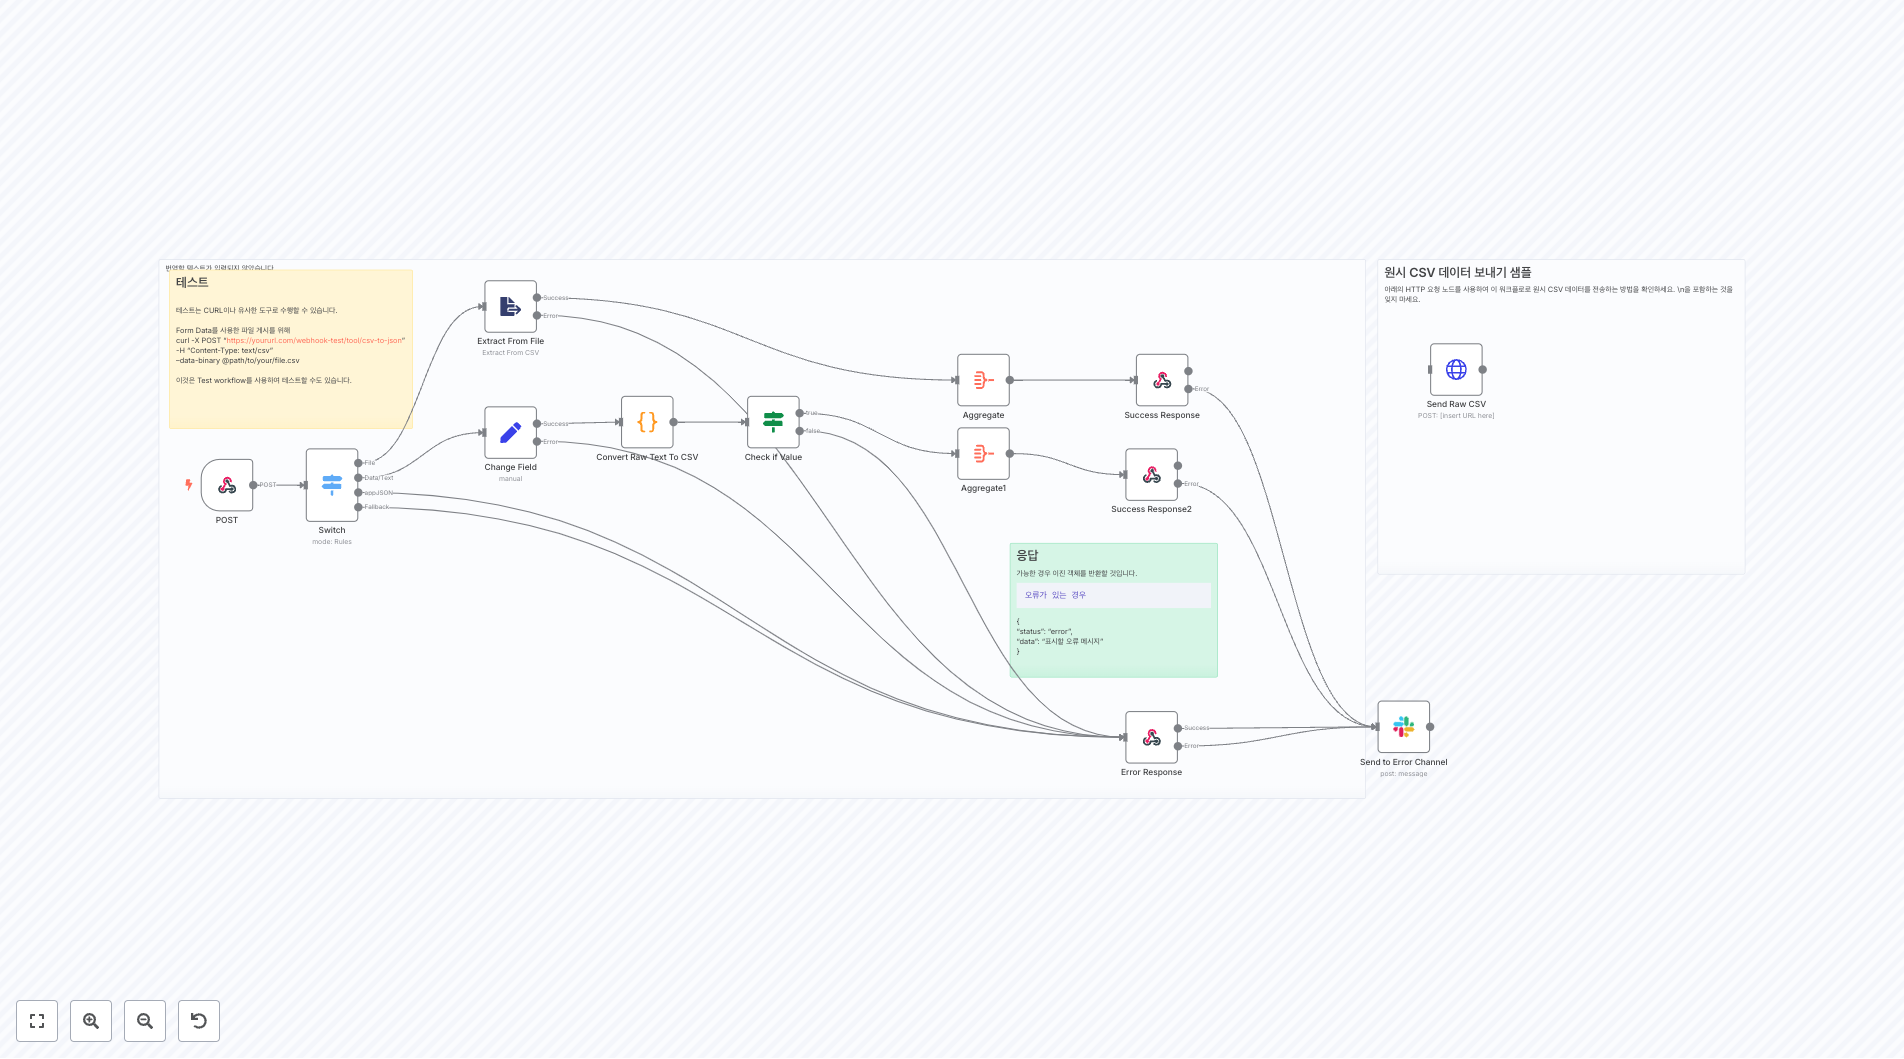 번역할 텍스트가 입력되지 않았습니다
테스트
테스트는 CURL이나 유사한 도구로 수행할 수 있습니다.
Form Data를 사용한 파일 게시를 위해
curl -X POST “https://yoururl.com/webhook-test/tool/csv-to-json”
–H “Content-Type: text/csv”
–data-binary @path/to/your/file.csv
이것은 Test workflow를 사용하여 테스트할 수도 있습니다.
POST
POST
Switch
mode: Rules
File
Data/Text
appJSON
Fallback
Success
Error
Extract From File
Extract From CSV
Success
Error
Change Field
manual
Convert Raw Text To CSV
true
false
Check if Value
Aggregate
Aggregate1
Error
Success Response
Error
Success Response2
응답
가능한 경우 이진 객체를 반환할 것입니다.
오류가 있는 경우
{
“status”: “error”,
“data”: “표시할 오류 메시지”
}
Success
Error
Error Response
Send to Error Channel
post: message
원시 CSV 데이터 보내기 샘플
아래의 HTTP 요청 노드를 사용하여 이 워크플로로 원시 CSV 데이터를 전송하는 방법을 확인하세요. \n을 포함하는 것을
잊지 마세요.
Send Raw CSV
POST: [insert URL here]